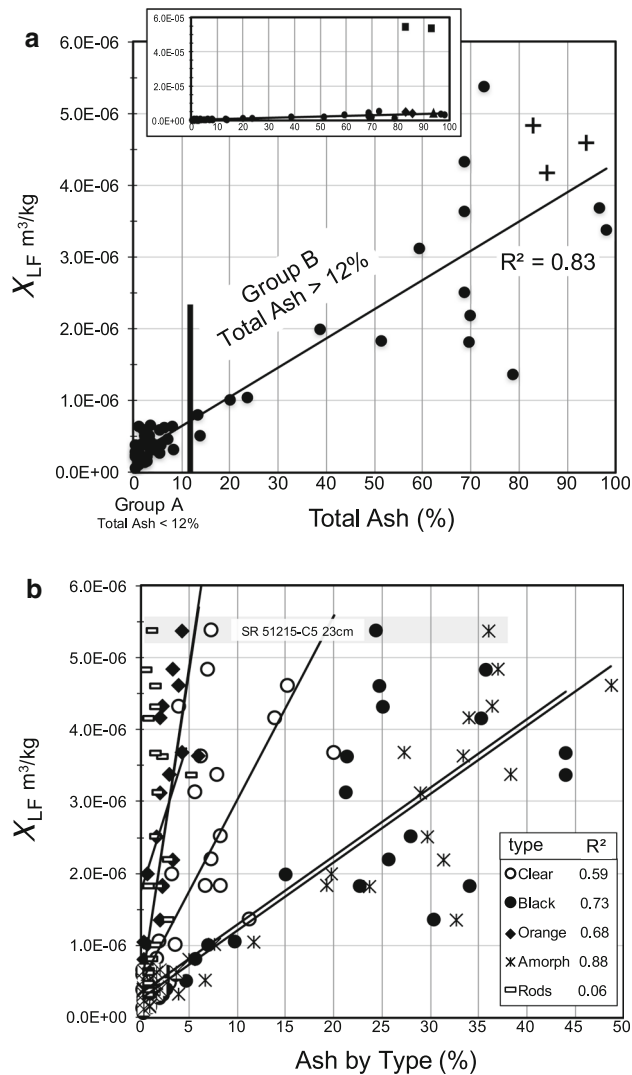 a
6.0E-05
5.0E-05
0.0E+00
0 10 20 30 40 50 60 70 80 90 100
6.0E-06
5.0E-06
4.0E-06
3.0E-06
2.0E-06
1.0E-06
0.0E+00
XLF m³/kg
Group B
Total Ash > 12%
R² = 0.83
0 10 20 30 40 50 60 70 80 90 100
Group A
Total Ash < 12%
Total Ash (%)
b
6.0E-06
5.0E-06
4.0E-06
3.0E-06
2.0E-06
1.0E-06
0.0E+00
XLF m³/kg
SR 51215-C5 23cm
type R²
Clear 0.59
Black 0.73
Orange 0.68
Amorph 0.88
Rods 0.06
0 5 10 15 20 25 30 35 40 45 50
Ash by Type (%)